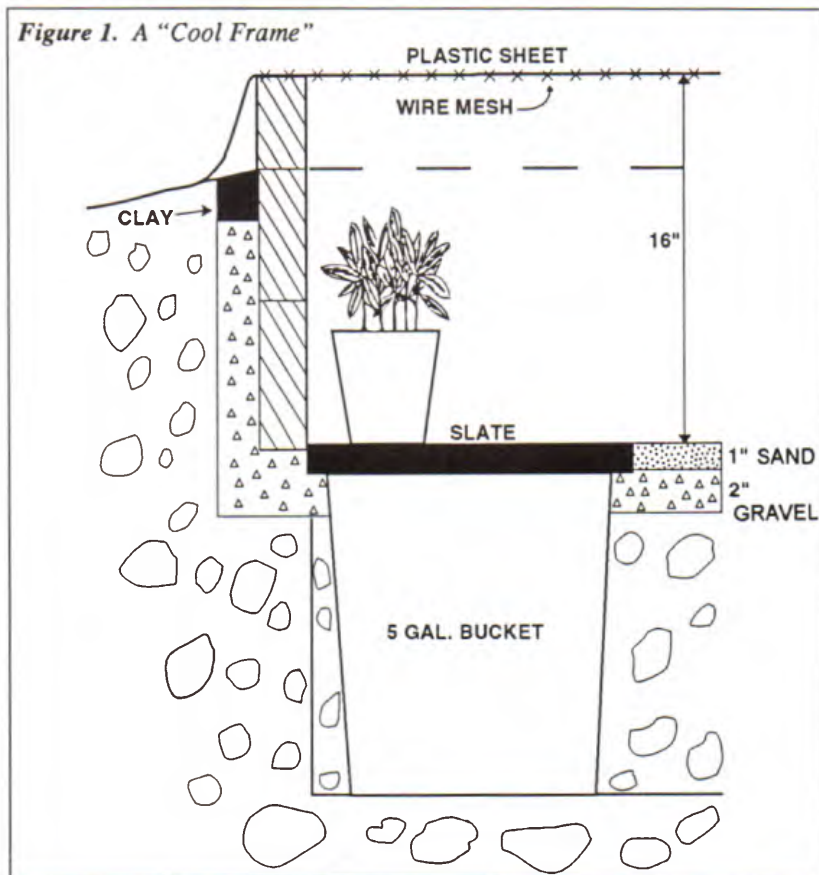 Figure 1. A “Cool Frame”
PLASTIC SHEET
WIRE MESH
CLAY
16"
SLATE
1" SAND
2"
GRAVEL
5 GAL. BUCKET